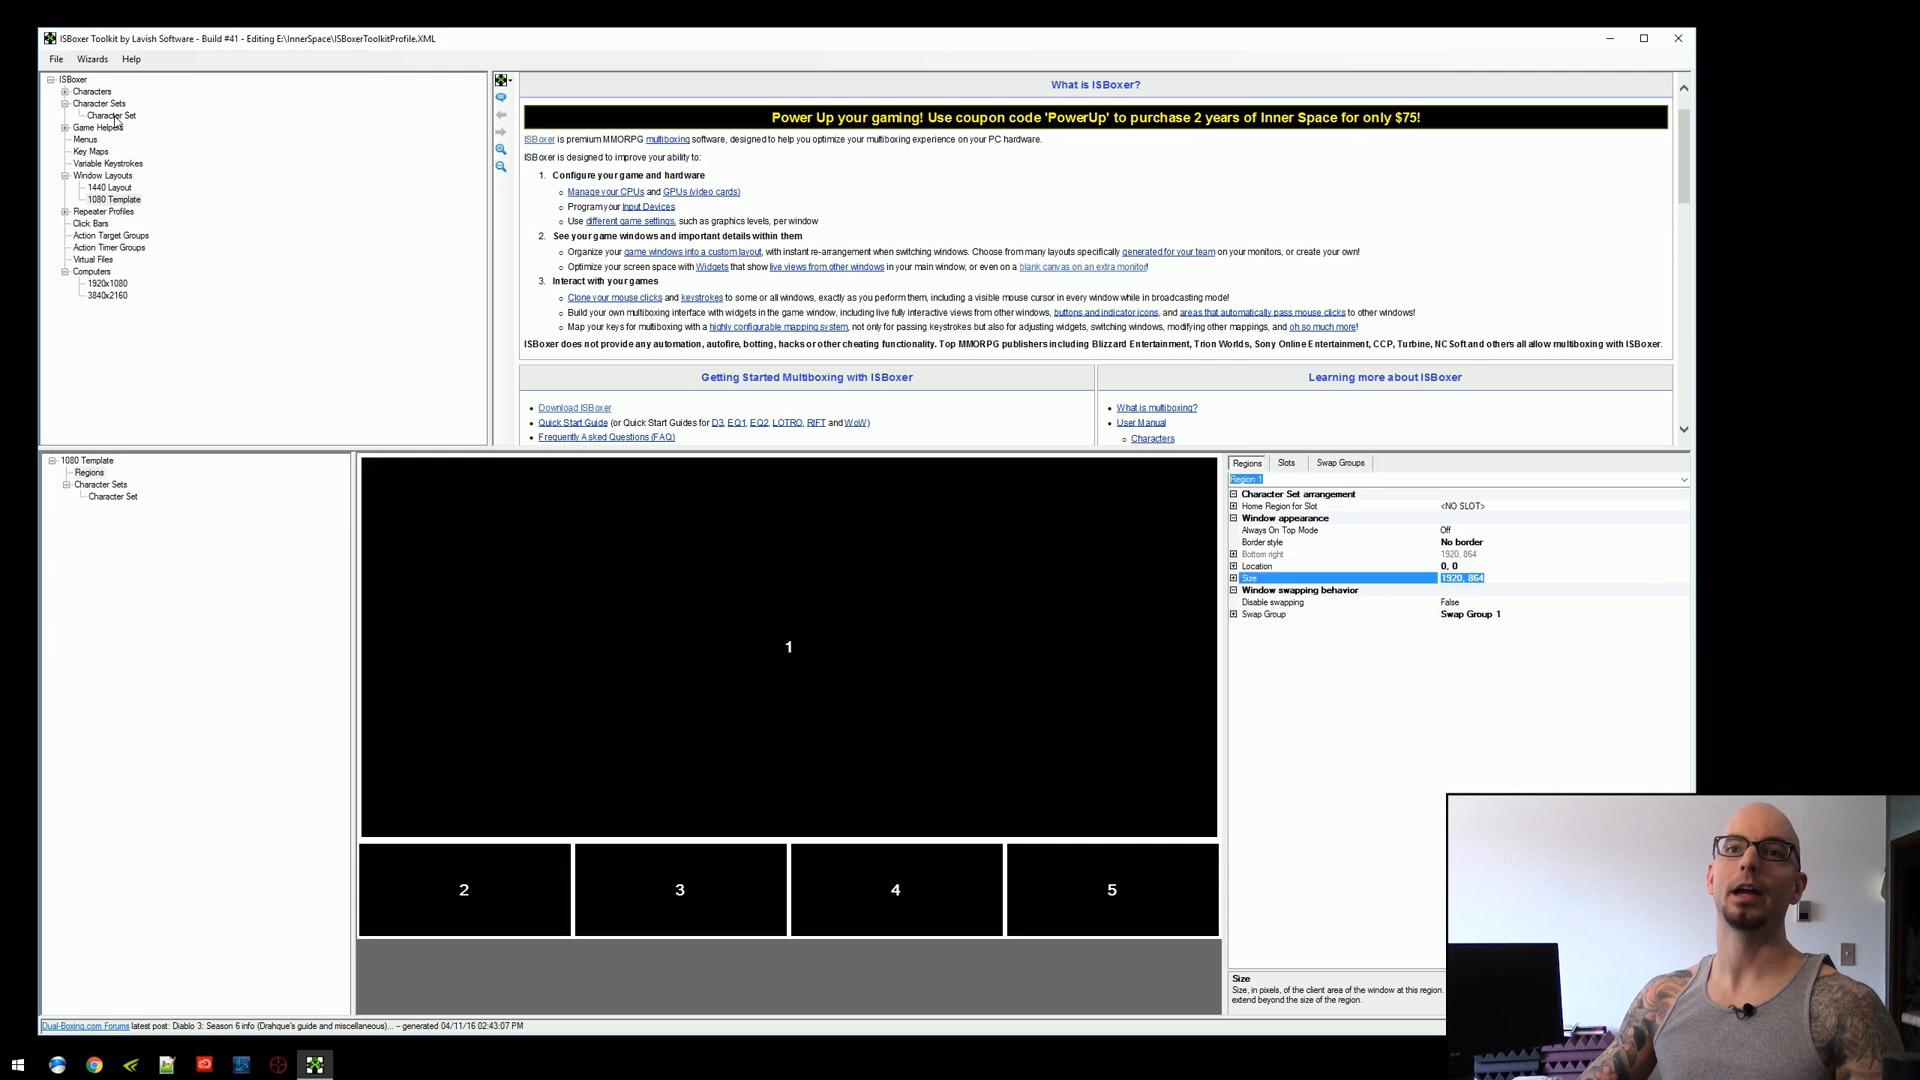 ISBoxer Toolkit by Lavish Software - Build #41 - Editing E:\InnerSpace\ISBoxerToolkitProfile.XML
File Wizards Help
ISBoxer
Characters
Character Sets
Character Set
Game Helpers
Menus
Key Maps
Variable Keystrokes
Window Layouts
1440 Layout
1080 Template
Repeater Profiles
Click Bars
Action Target Groups
Action Timer Groups
Virtual Files
Computers
1920x1080
3840x2160
What is ISBoxer?
Power Up your gaming! Use coupon code 'PowerUp' to purchase 2 years of Inner Space for only $75!
ISBoxer is premium MMORPG multiboxing software, designed to help you optimize your multiboxing experience on your PC hardware.
ISBoxer is designed to improve your ability to:
1. Configure your game and hardware
Manage your CPUs and GPUs (video cards)
Program your Input Devices
Use different game settings, such as graphics levels, per window
2. See your game windows and important details within them
Organize your game windows into a custom layout, with instant re-arrangement when switching windows. Choose from many layouts specifically generated for your team on your monitors, or create your own!
Optimize your screen space with Widgets that show live views from other windows in your main window, or even on a blank canvas on an extra monitor!
3. Interact with your games
Clone your mouse clicks and keystrokes to some or all windows, exactly as you perform them, including a visible mouse cursor in every window while in broadcasting mode!
Build your own multiboxing interface with widgets in the game window, including live fully interactive views from other windows, buttons and indicator icons, and areas that automatically pass mouse clicks to other windows!
Map your keys for multiboxing with a highly configurable mapping system, not only for passing keystrokes but also for adjusting widgets, switching windows, modifying other mappings, and oh so much more!
ISBoxer does not provide any automation, autofire, botting, hacks or other cheating functionality. Top MMORPG publishers including Blizzard Entertainment, Trion Worlds, Sony Online Entertainment, CCP, Turbine, NCSoft and others all allow multiboxing with ISBoxer.
Getting Started Multiboxing with ISBoxer
Download ISBoxer
Quick Start Guide (or Quick Start Guides for D3, EQ1, EQ2, LOTRO, RIFT and WoW)
Frequently Asked Questions (FAQ)
Learning more about ISBoxer
What is multiboxing?
User Manual
Characters
1080 Template
Regions
Character Sets
Character Set
1
2
3
4
5
Regions Slots Swap Groups
Region 1
Character Set arrangement
Home Region for Slot <NO SLOT>
Window appearance
Always On Top Mode Off
Border style No border
Bottom right 1920, 864
Location 0, 0
Size 1920, 864
Window swapping behavior
Disable swapping False
Swap Group Swap Group 1
Size
Size, in pixels, of the client area of the window at this region.
extend beyond the size of the region.
Dual-Boxing.com Forums latest post: Diablo 3: Season 6 info (Drahque's guide and miscellaneous)... -- generated 04/11/16 02:43:07 PM